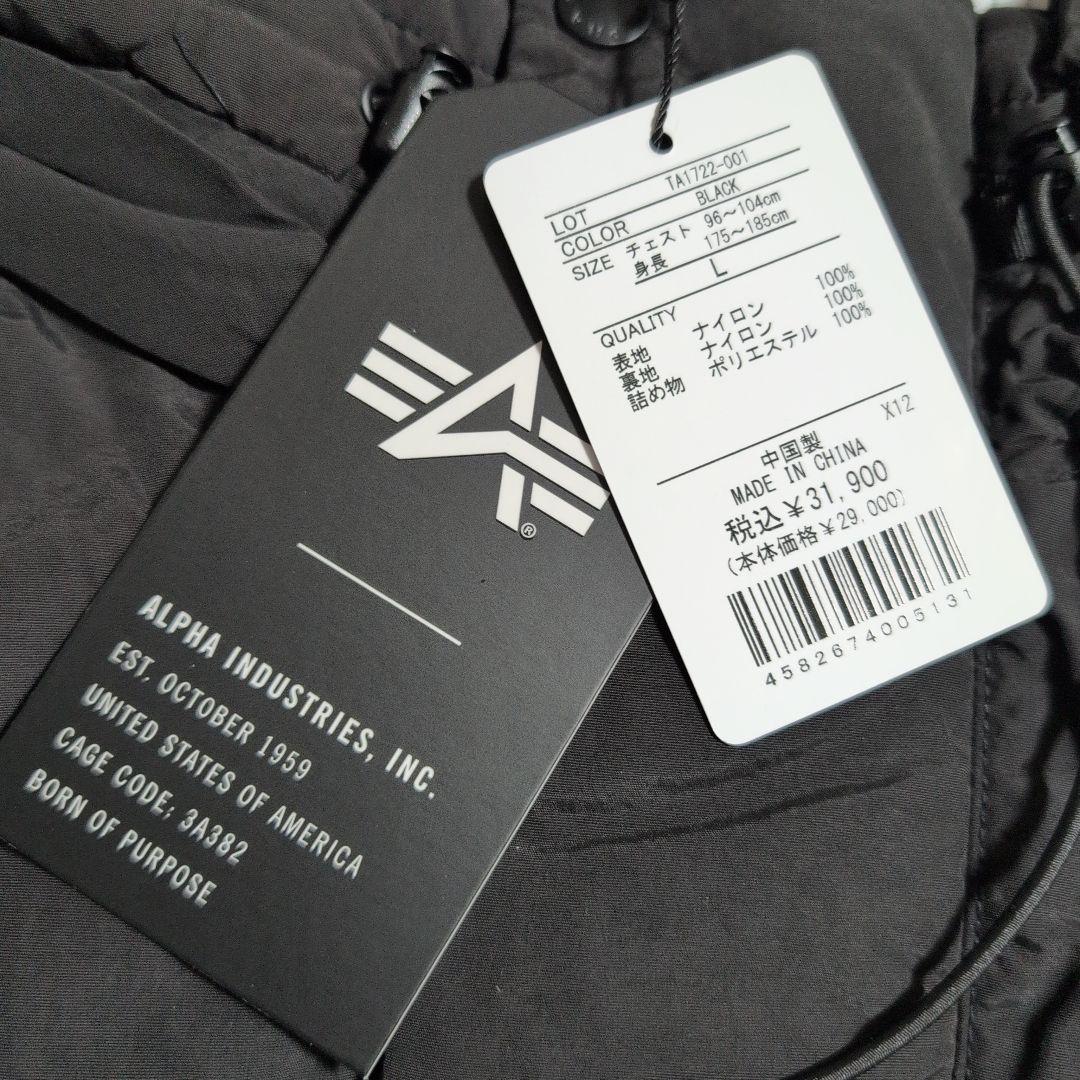 LOT TA1722-001
COLOR BLACK
SIZE チェスト 96～104cm
身長 175～185cm
L
QUALITY
表地 ナイロン 100%
裏地 ナイロン 100%
詰め物 ポリエステル 100%
X12
中国製
MADE IN CHINA
税込￥31,900
(本体価格￥29,000)
4582674005131
®
ALPHA INDUSTRIES, INC.
EST. OCTOBER 1959
UNITED STATES OF AMERICA
CAGE CODE: 3A382
BORN OF PURPOSE